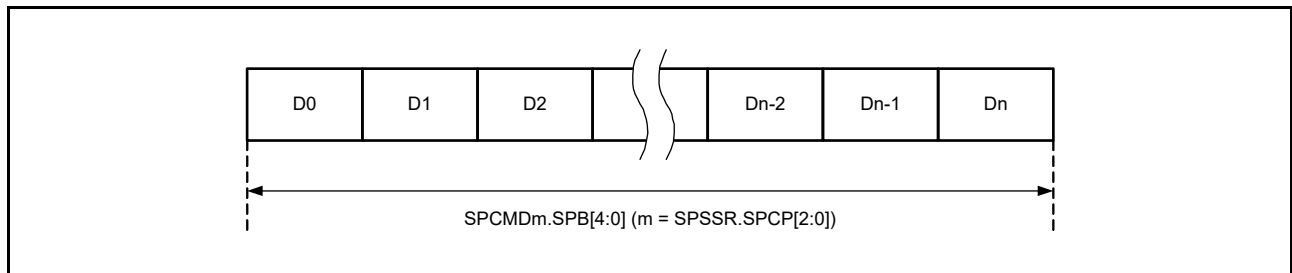 D0 D1 D2 Dn-2 Dn-1 Dn
SPCMDm.SPB[4:0] (m = SPSSR.SPCP[2:0])